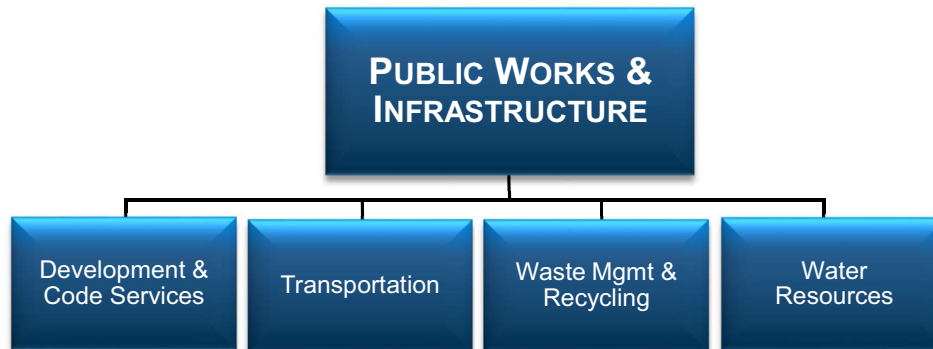 PUBLIC WORKS &
INFRASTRUCTURE
Development &
Code Services
Transportation
Waste Mgmt &
Recycling
Water
Resources